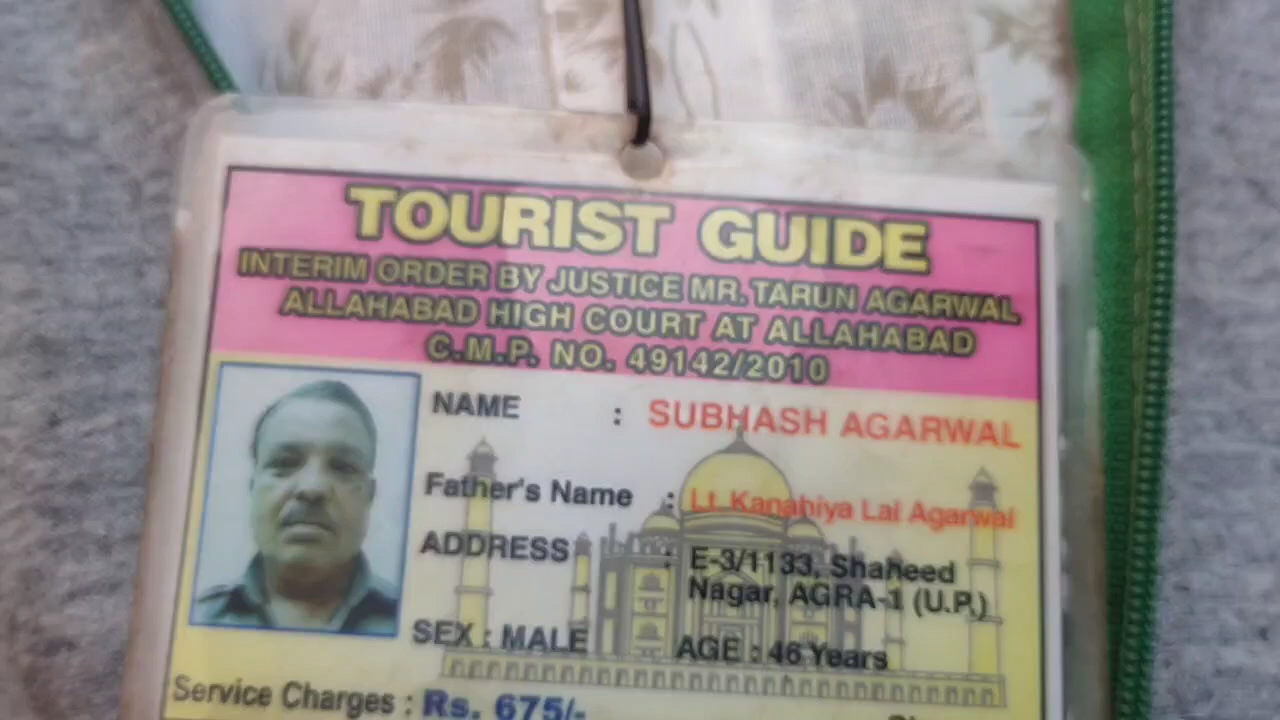 TOURIST GUIDE
INTERIM ORDER BY JUSTICE MR. TARUN AGARWAL
ALLAHABAD HIGH COURT AT ALLAHABAD
C.M.P. NO. 49142/2010
NAME : SUBHASH AGARWAL
Father's Name : Lt. Kanahiya Lal Agarwal
ADDRESS : E-3/1133, Shaheed
Nagar, AGRA-1 (U.P.)
SEX : MALE AGE : 46 Years
Service Charges : Rs. 675/-